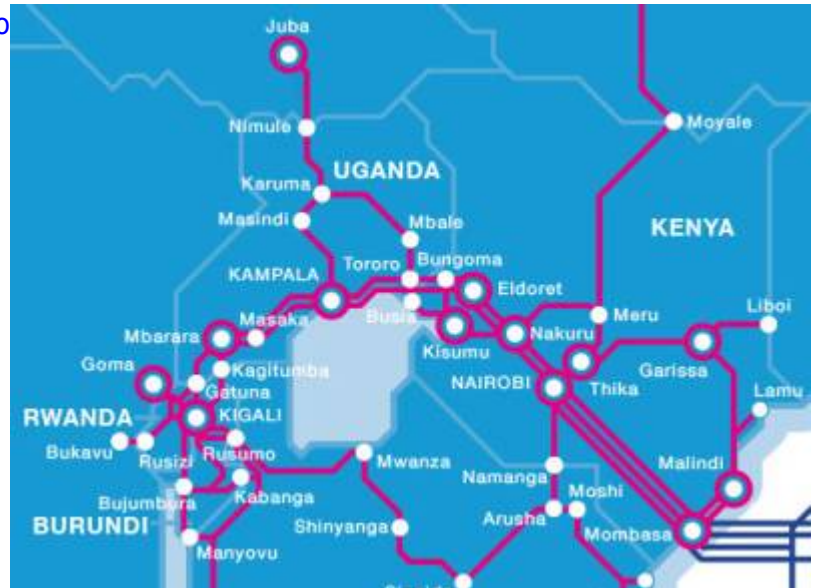 Juba
Nimule
Moyale
UGANDA
Karuma
Masindi
Mbale
KENYA
KAMPALA
Tororo
Bungoma
Eldoret
Liboi
Mbarara
Masaka
Busia
Kisumu
Nakuru
Meru
Goma
Kagitumba
Gatuna
NAIROBI
Thika
Garissa
Lamu
RWANDA
KIGALI
Bukavu
Rusizi
Rusumo
Mwanza
Namanga
Malindi
Bujumbura
Kabanga
Moshi
BURUNDI
Shinyanga
Arusha
Mombasa
Manyovu